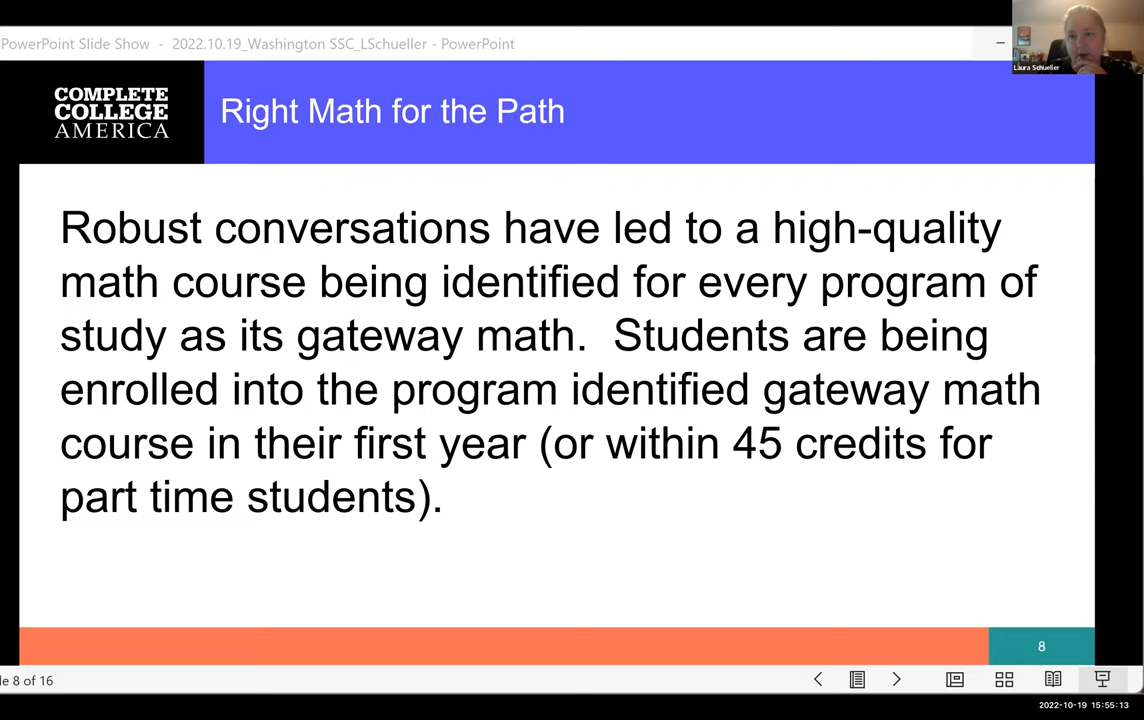 PowerPoint Slide Show - 2022.10.19_Washington SSC_LSchueller - PowerPoint
Laura Schueller
COMPLETE
COLLEGE
AMERICA
Right Math for the Path
Robust conversations have led to a high-quality
math course being identified for every program of
study as its gateway math.  Students are being
enrolled into the program identified gateway math
course in their first year (or within 45 credits for
part time students).
8
le 8 of 16
2022-10-19 15:55:13